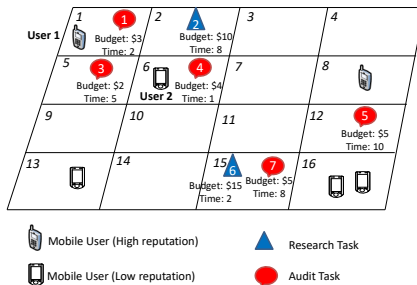 1
1
2
2
3
4
User 1
Budget: $3
Time: 2
Budget: $10
Time: 8
5
3
6
4
7
8
Budget: $2
Time: 5
User 2
Budget: $4
Time: 1
9
10
11
12
5
Budget: $5
Time: 10
13
14
15
6
7
16
Budget: $15
Time: 2
Budget: $5
Time: 8
Mobile User (High reputation)
Research Task
Mobile User (Low reputation)
Audit Task